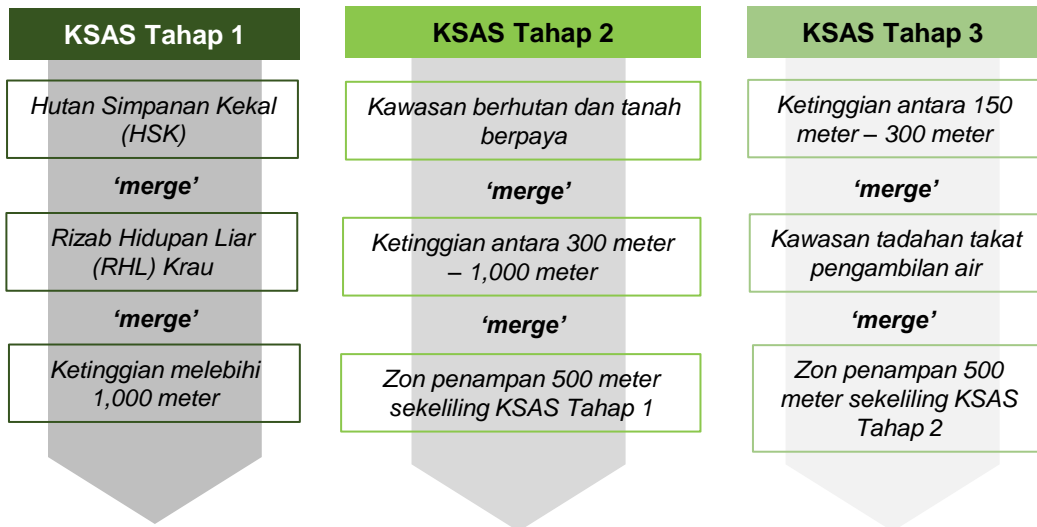 KSAS Tahap 1
Hutan Simpanan Kekal
(HSK)
'merge'
Rizab Hidupan Liar
(RHL) Krau
'merge'
Ketinggian melebihi
1,000 meter
KSAS Tahap 2
Kawasan berhutan dan tanah
berpaya
'merge'
Ketinggian antara 300 meter
– 1,000 meter
'merge'
Zon penampan 500 meter
sekeliling KSAS Tahap 1
KSAS Tahap 3
Ketinggian antara 150
meter – 300 meter
'merge'
Kawasan tadahan takat
pengambilan air
'merge'
Zon penampan 500
meter sekeliling KSAS
Tahap 2